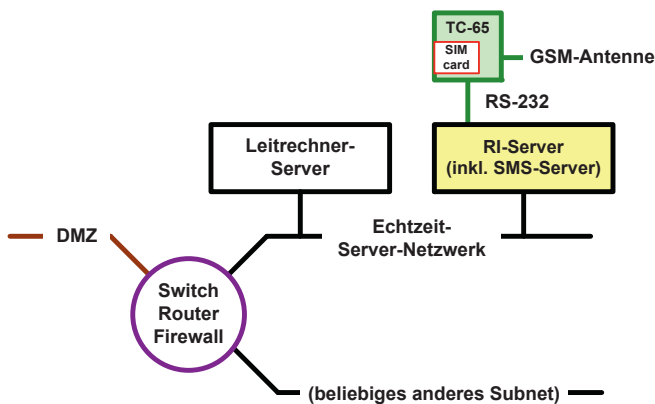 TC-65
SIM
card
GSM-Antenne
RS-232
Leitrechner-
Server
RI-Server
(inkl. SMS-Server)
DMZ
Echtzeit-
Server-Netzwerk
Switch
Router
Firewall
(beliebiges anderes Subnet)